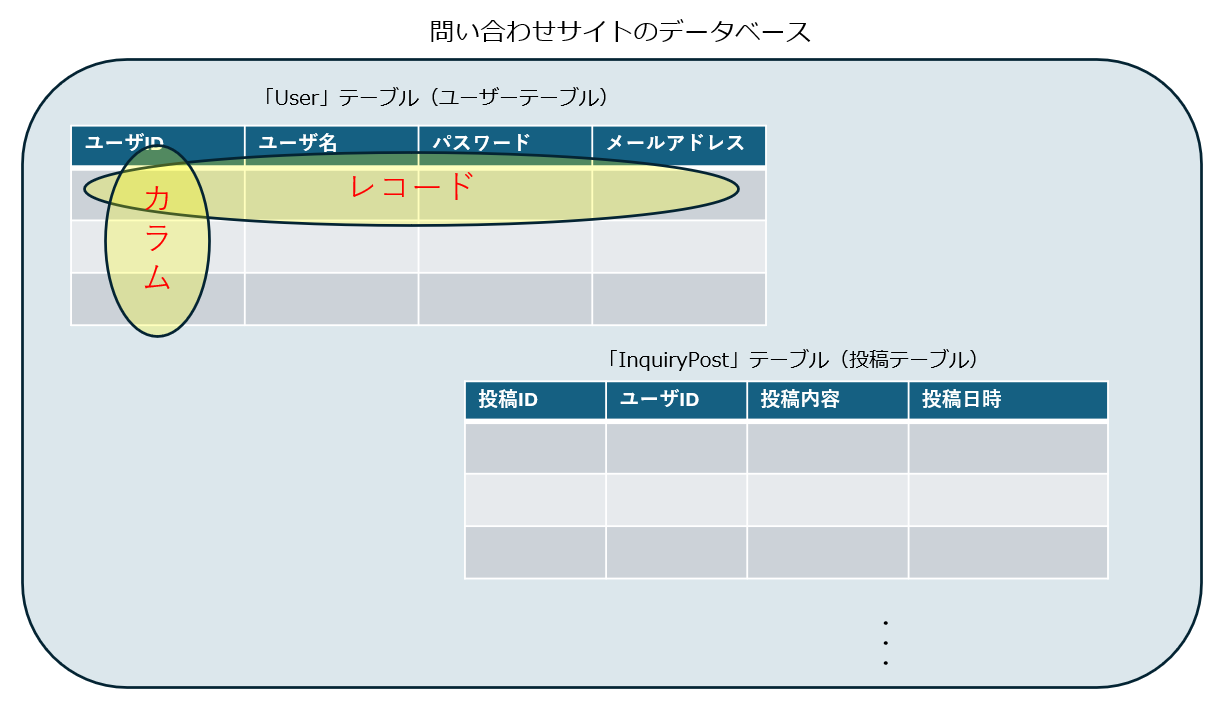 問い合わせサイトのデータベース
「User」テーブル（ユーザーテーブル）
ユーザID ユーザ名 パスワード メールアドレス
レコード
カラム
「InquiryPost」テーブル（投稿テーブル）
投稿ID ユーザID 投稿内容 投稿日時
・
・
・